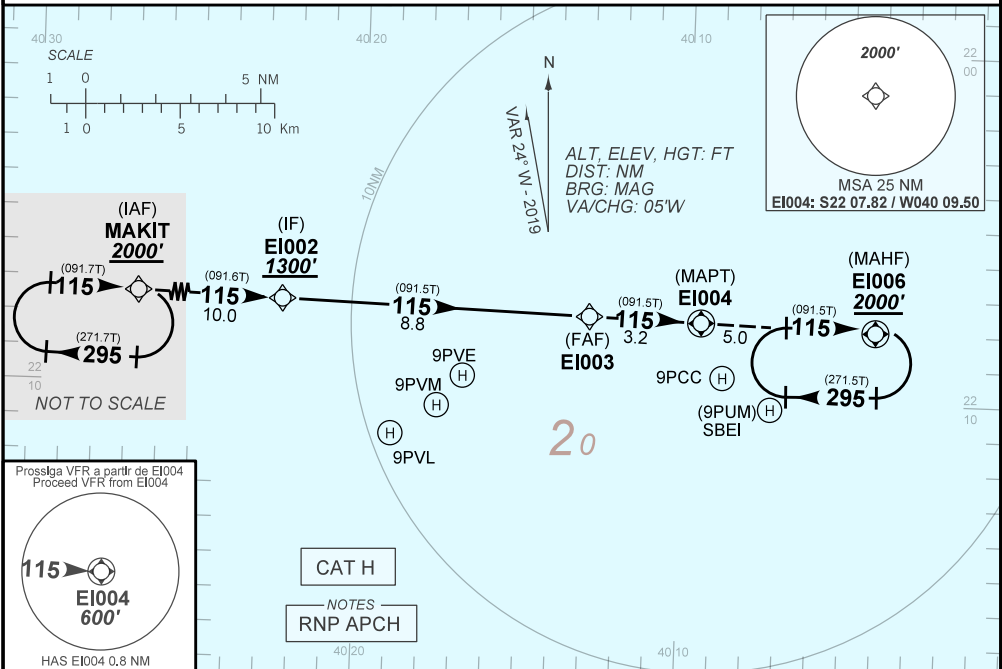 40 30
40 20
40 10
SCALE
1 0 5 NM
1 0 5 10 Km
N
VAR 24° W - 2019
ALT, ELEV, HGT: FT
DIST: NM
BRG: MAG
VA/CHG: 05'W
2000'
MSA 25 NM
EI004: S22 07.82 / W040 09.50
22
00
10NM
(IAF)
MAKIT
2000'
(091.7T)
115
(271.7T)
295
22
10
NOT TO SCALE
(091.6T)
115
10.0
(IF)
EI002
1300'
(091.5T)
115
8.8
(FAF)
EI003
(091.5T)
115
3.2
(MAPT)
EI004
5.0
(MAHF)
EI006
2000'
(091.5T)
115
(271.5T)
295
22
10
9PVE
H
9PVM
H
H
9PVL
9PCC
H
(9PUM)
SBEI
H
20
Prossiga VFR a partir de EI004
Proceed VFR from EI004
115
EI004
600'
HAS EI004 0.8 NM
CAT H
NOTES
RNP APCH
40 20
40 10